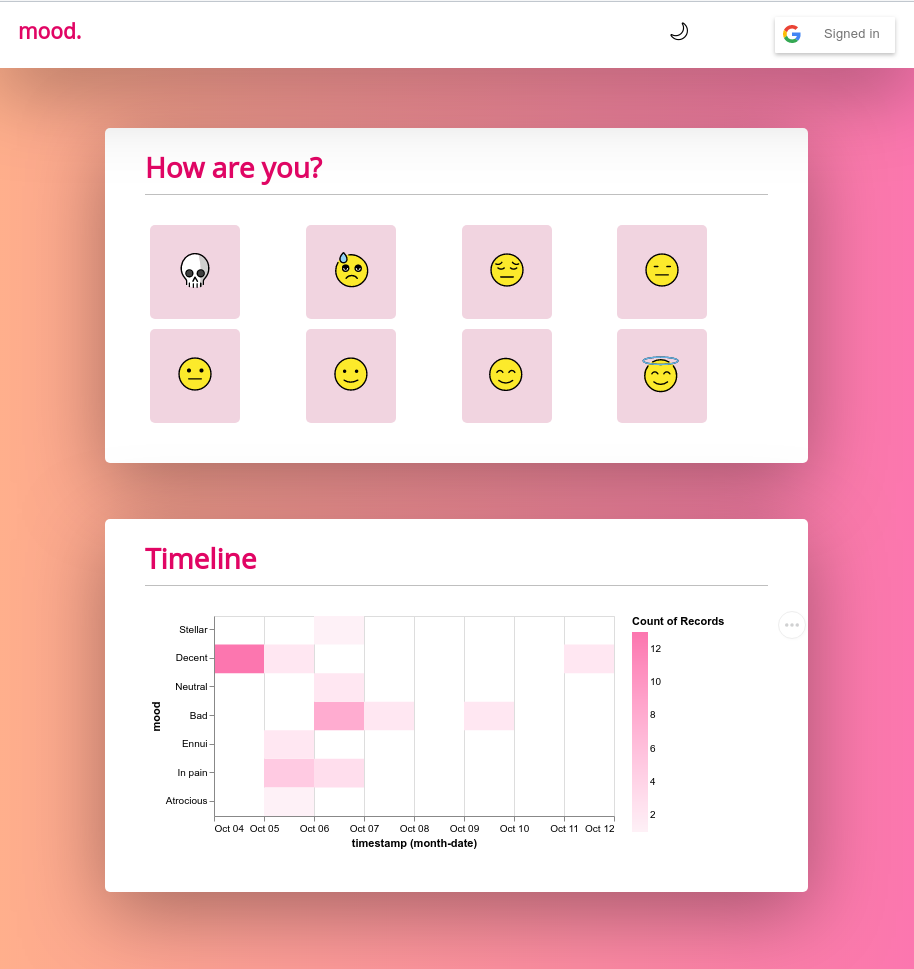 mood.
Signed in
How are you?
Timeline
Count of Records
Stellar
Decent
Neutral
Bad
Ennui
In pain
Atrocious
mood
12
10
8
6
4
2
Oct 04 Oct 05 Oct 06 Oct 07 Oct 08 Oct 09 Oct 10 Oct 11 Oct 12
timestamp (month-date)